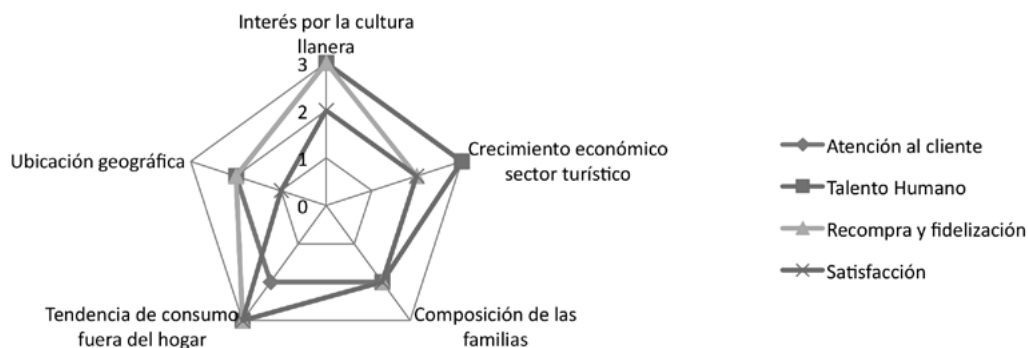 Interés por la cultura
llanera
3
2
1
0
Ubicación geográfica
Crecimiento económico
sector turístico
Tendencia de consumo
fuera del hogar
Composición de las
familias
Atención al cliente
Talento Humano
Recompra y fidelización
Satisfacción